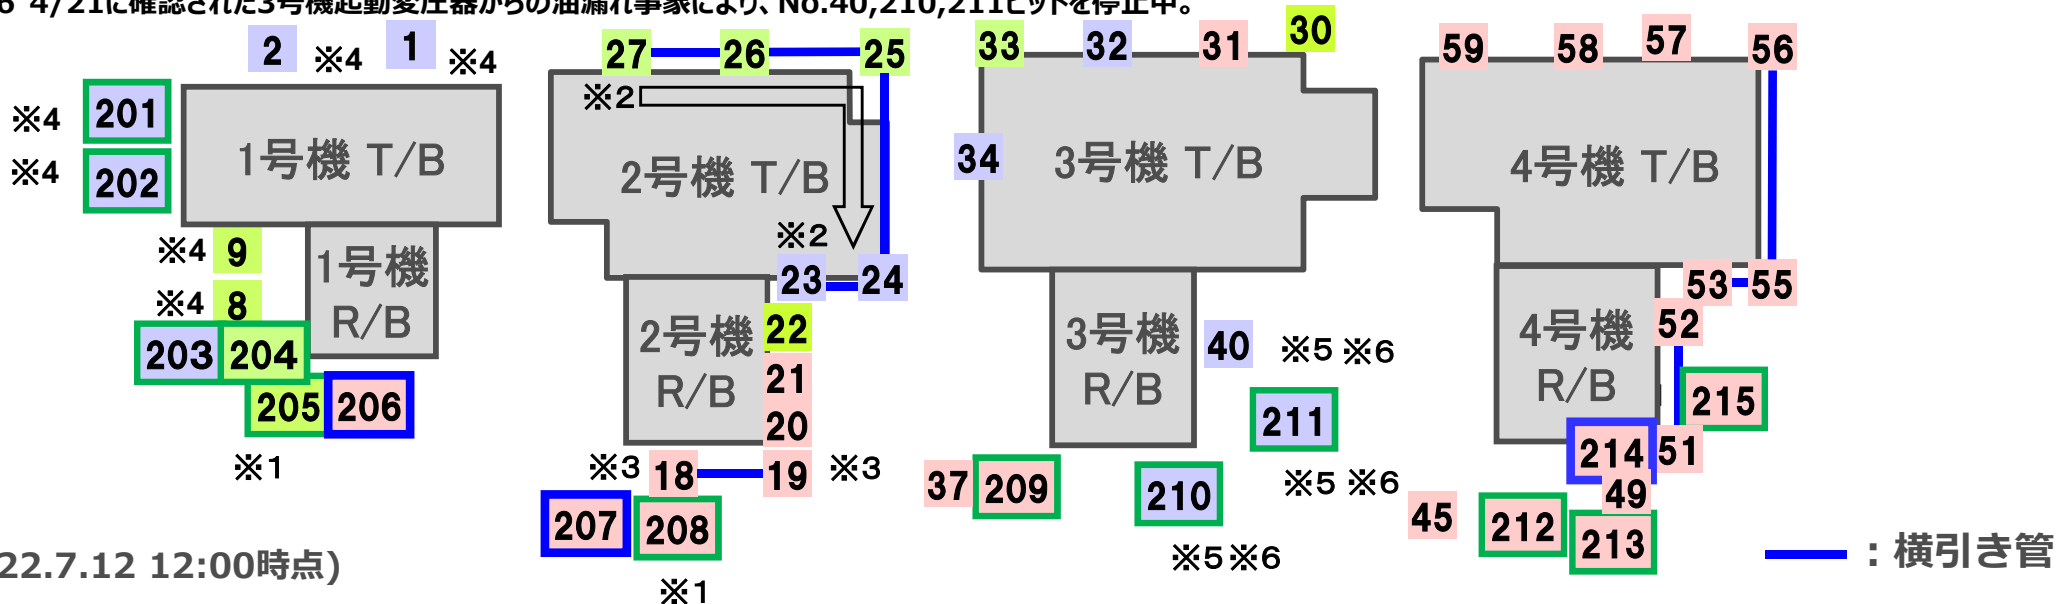 6 4/21に確認された3号機起動変圧器からの油漏れ事象により、No.40,210,211ピットを停止中。
2 ※4 1 ※4
※4 201
※4 202
1号機 T/B
※4 9
※4 8
1号機
R/B
203 204
205 206
※1
27 26 25
※2
2号機 T/B
※2
23 24
22
2号機
R/B
21
20
※3 18 19 ※3
207 208
※1
33 32 31 30
34
3号機 T/B
3号機
R/B
40 ※5 ※6
211
※5 ※6
37 209
210
※5 ※6
59 58 57 56
4号機 T/B
53 55
52
4号機
R/B
215
214 51
49
45 212 213
22.7.12 12:00時点)
: 横引き管